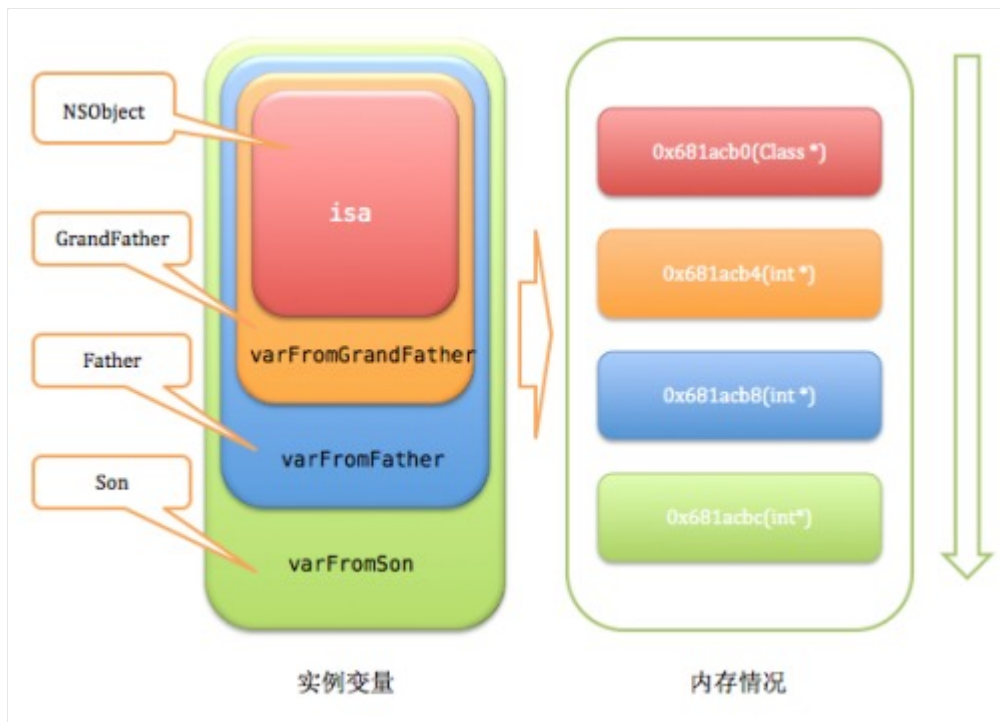 NSObject
isa
GrandFather
varFromGrandFather
Father
varFromFather
Son
varFromSon
实例变量
0x681acb0(Class *)
0x681acb4(int *)
0x681acb8(int *)
0x681acbc(int*)
内存情况